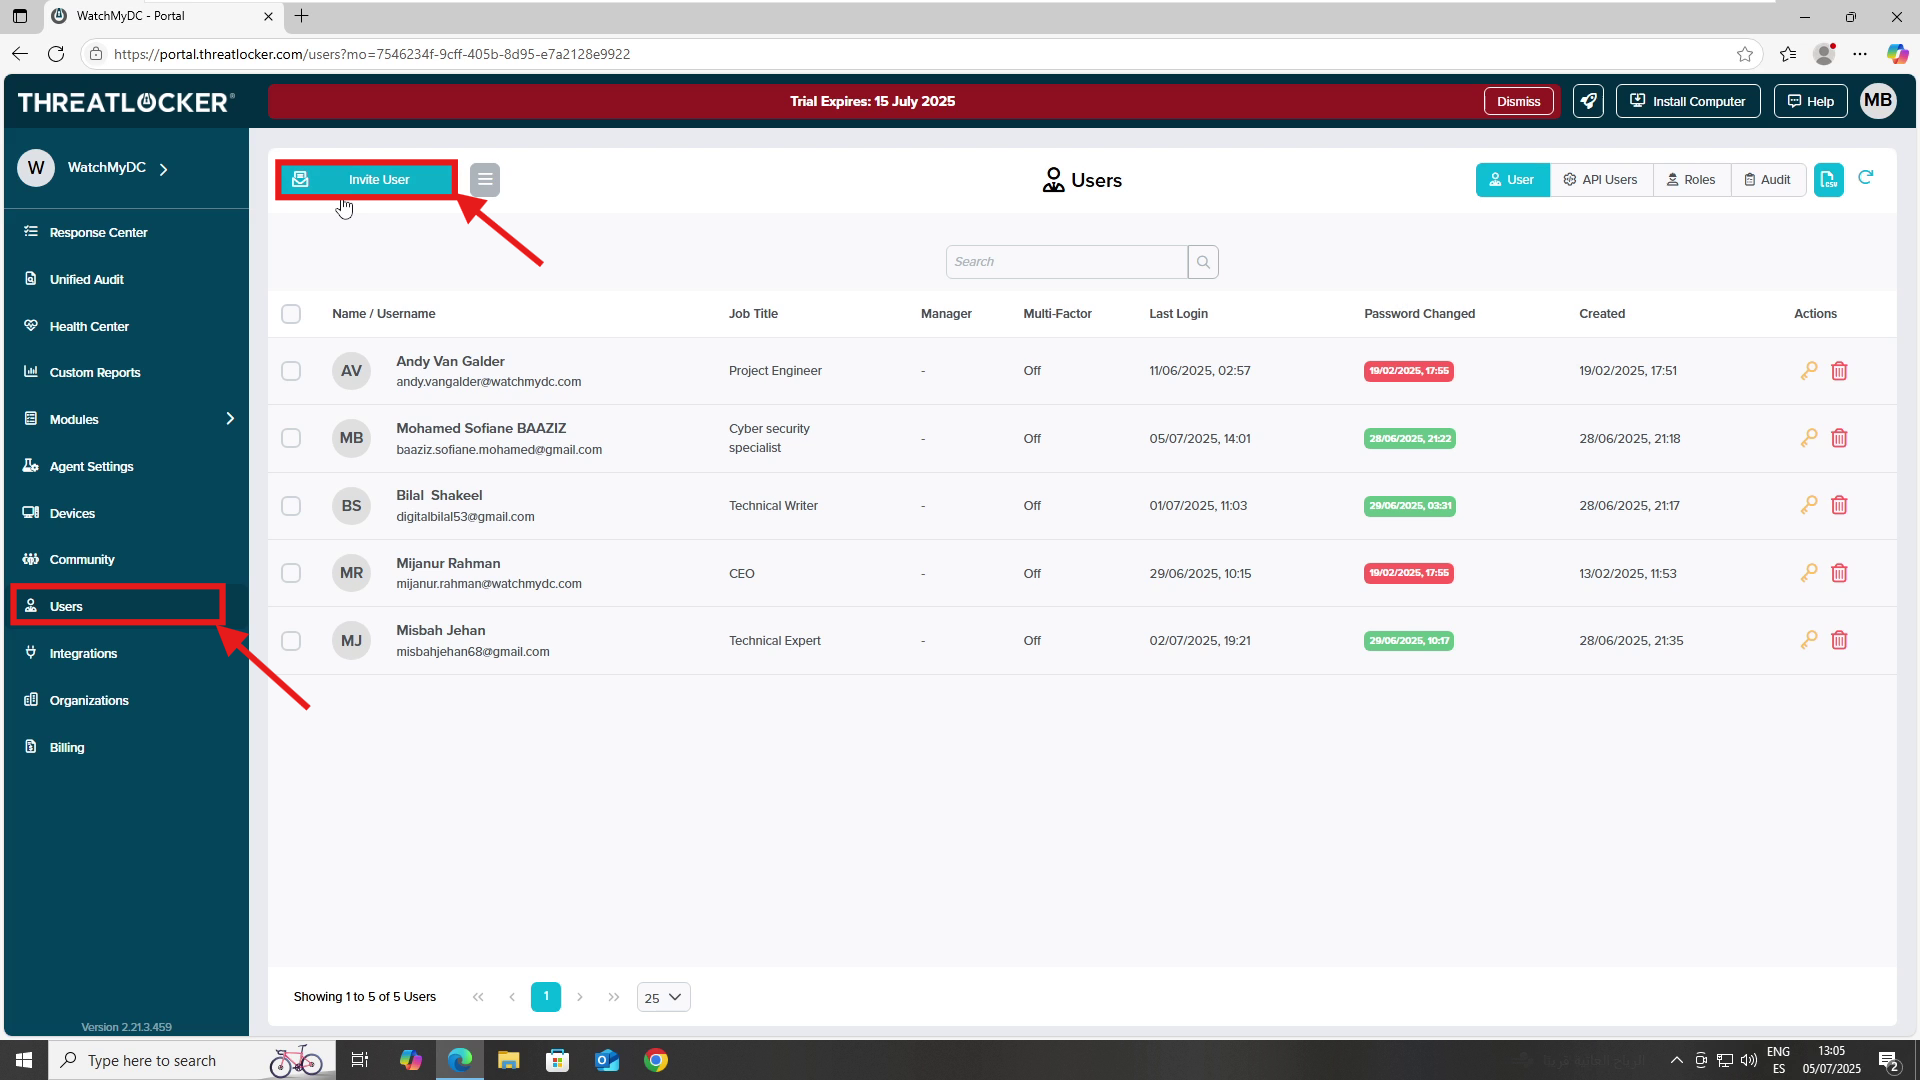 WatchMyDC - Portal
https://portal.threatlocker.com/users?mo=7546234f-9cff-405b-8d95-e7a2128e9922
THREATLOCKER®
Trial Expires: 15 July 2025
Dismiss
Install Computer
Help
MB
W
WatchMyDC
Invite User
Users
User
API Users
Roles
Audit
CSV
Response Center
Unified Audit
Health Center
Custom Reports
Modules
Agent Settings
Devices
Community
Users
Integrations
Organizations
Billing
Version 2.21.3.459
Search
Name / Username Job Title Manager Multi-Factor Last Login Password Changed Created Actions
AV Andy Van Galder Project Engineer - Off 11/06/2025, 02:57 19/02/2025, 17:55 19/02/2025, 17:51
andy.vangalder@watchmydc.com
MB Mohamed Sofiane BAAZIZ Cyber security - Off 05/07/2025, 14:01 28/06/2025, 21:22 28/06/2025, 21:18
baaziz.sofiane.mohamed@gmail.com specialist
BS Bilal Shakeel Technical Writer - Off 01/07/2025, 11:03 29/06/2025, 03:31 28/06/2025, 21:17
digitalbilal53@gmail.com
MR Mijanur Rahman CEO - Off 29/06/2025, 10:15 19/02/2025, 17:55 13/02/2025, 11:53
mijanur.rahman@watchmydc.com
MJ Misbah Jehan Technical Expert - Off 02/07/2025, 19:21 29/06/2025, 10:17 28/06/2025, 21:35
misbahjehan68@gmail.com
Showing 1 to 5 of 5 Users
1
25
Type here to search
ENG
ES
13:05
05/07/2025
2